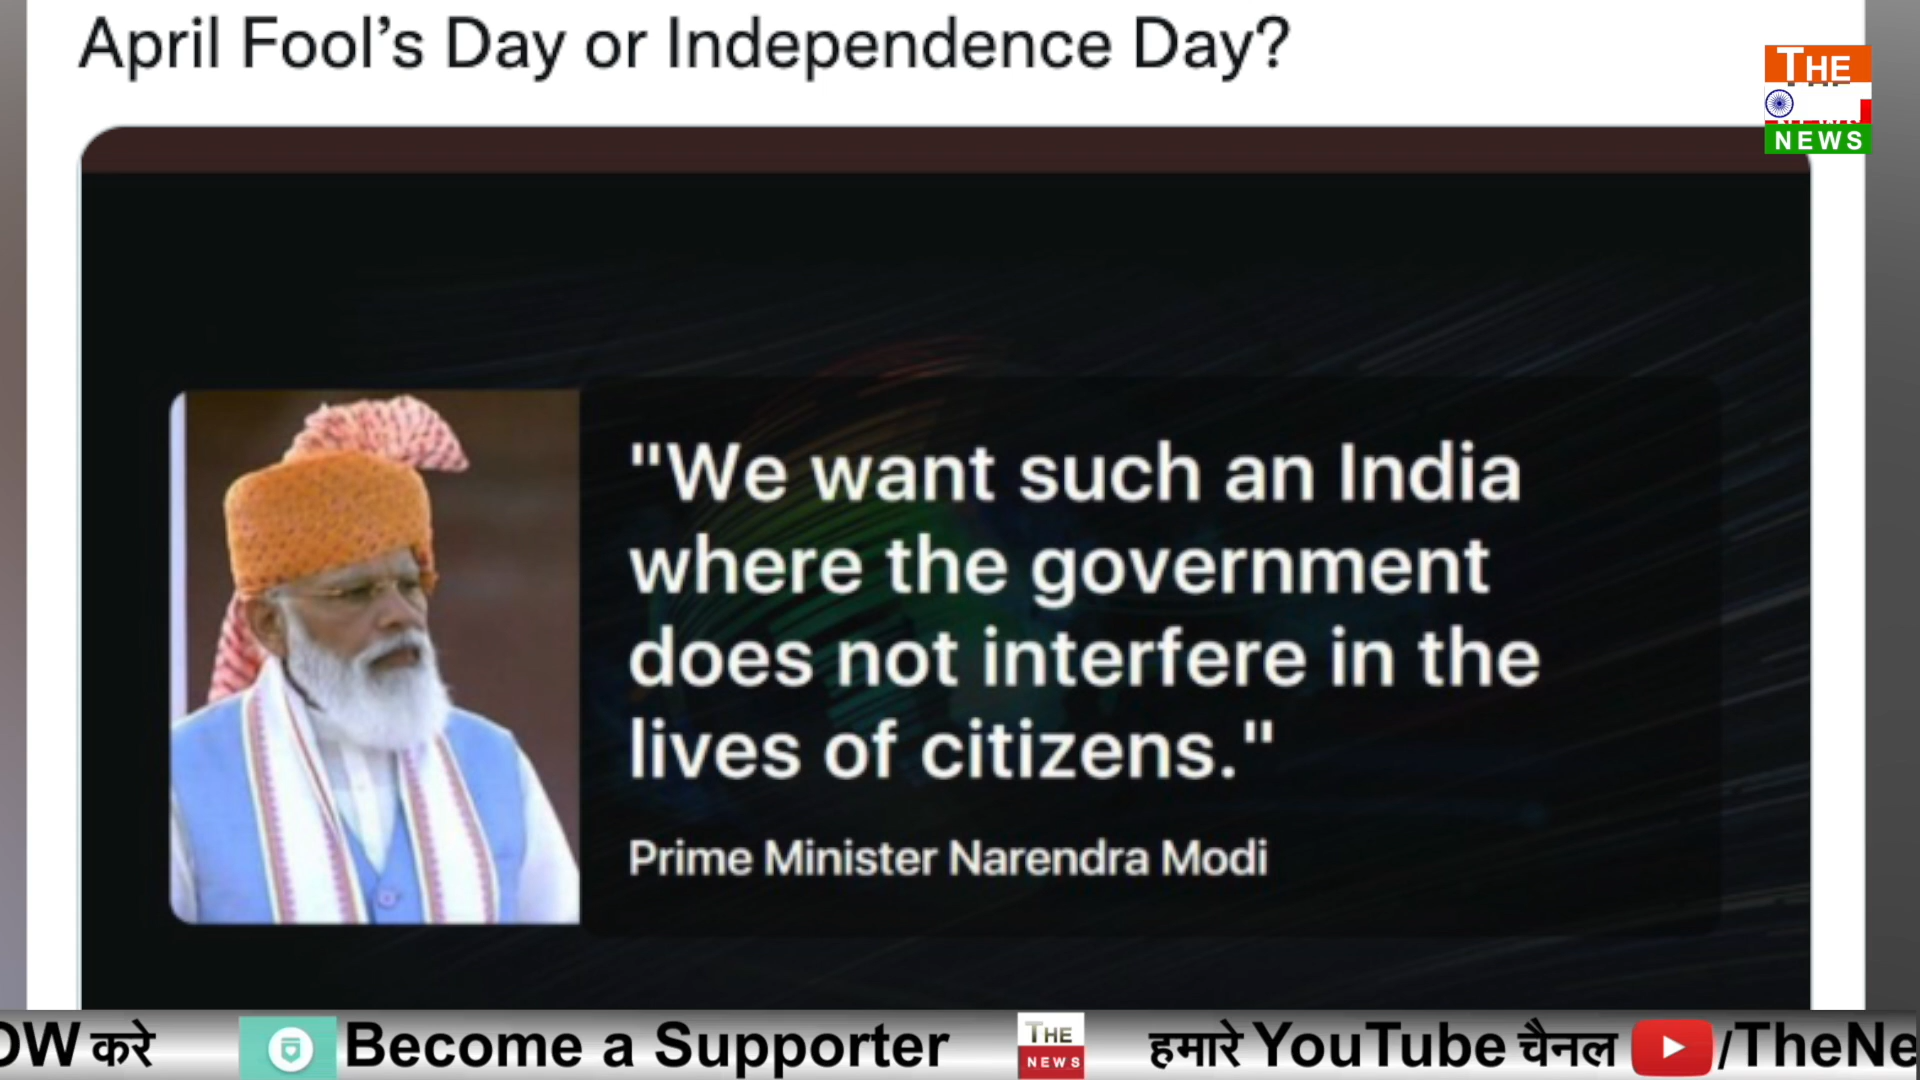 April Fool’s Day or Independence Day?
THE
NEWS
"We want such an India
where the government
does not interfere in the
lives of citizens."
Prime Minister Narendra Modi
करे
Become a Supporter
THE
NEWS
हमारे YouTube चैनल